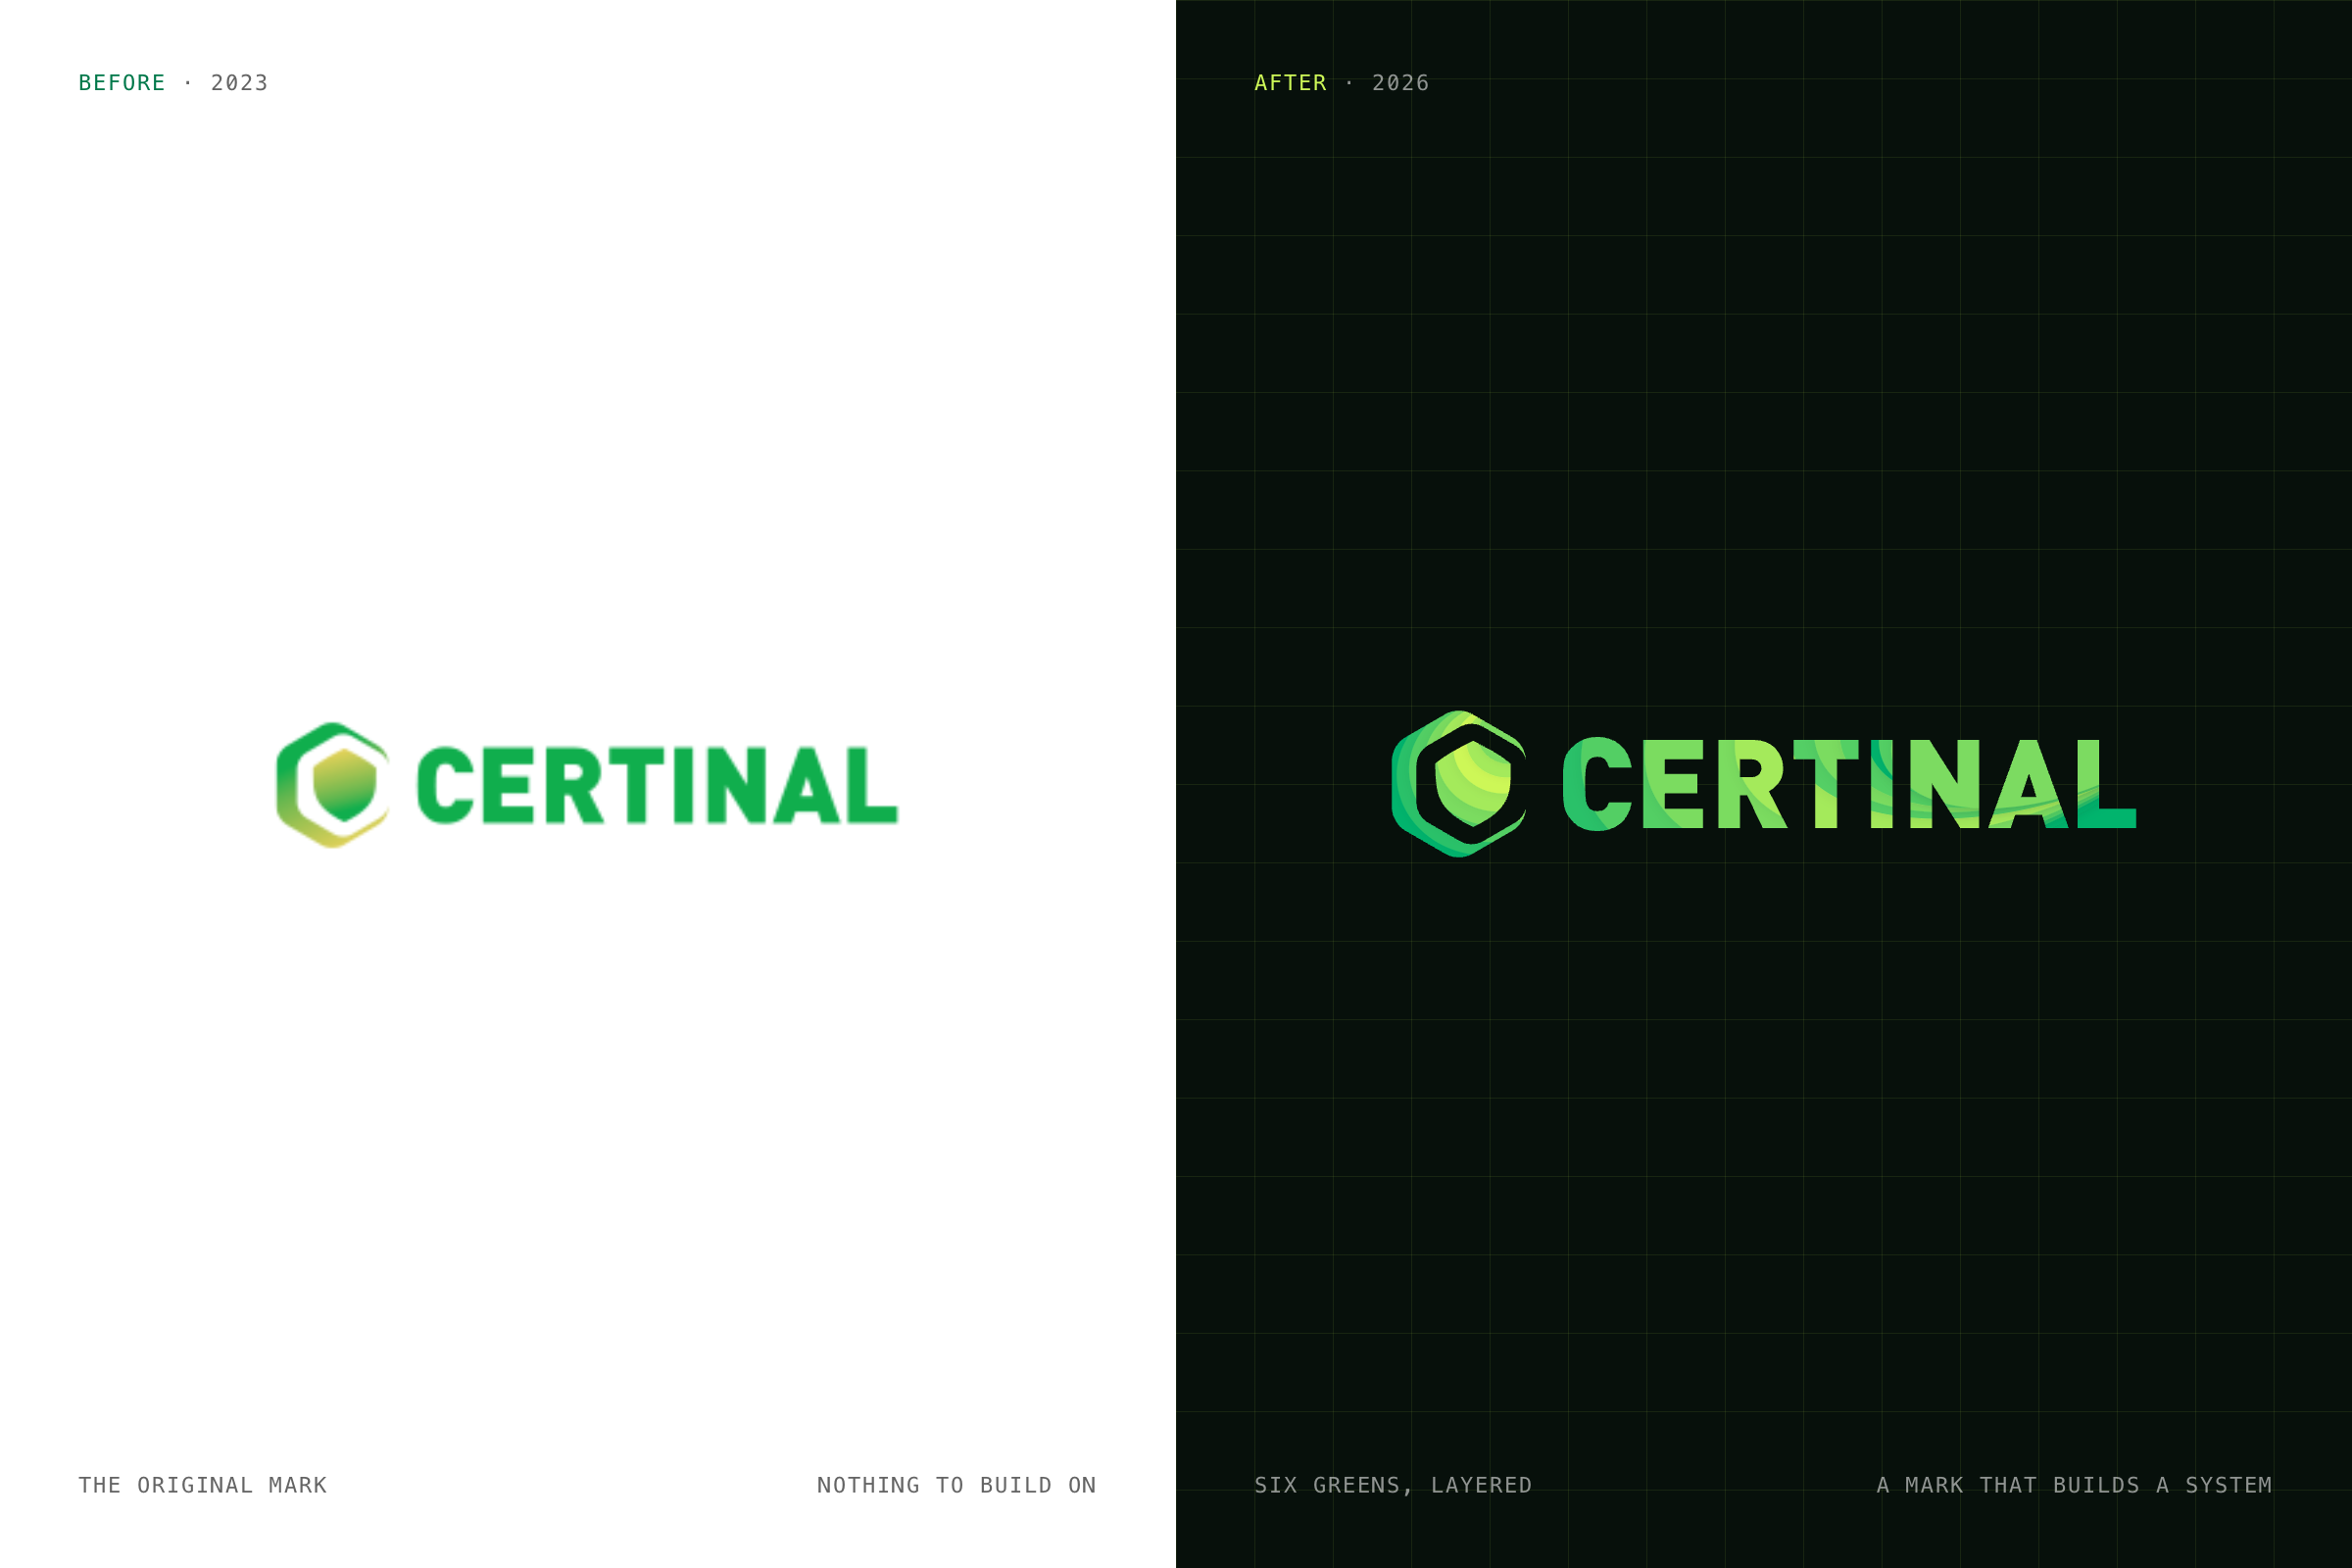 BEFORE · 2023
CERTINAL
THE ORIGINAL MARK
NOTHING TO BUILD ON
AFTER · 2026
CERTINAL
SIX GREENS, LAYERED
A MARK THAT BUILDS A SYSTEM